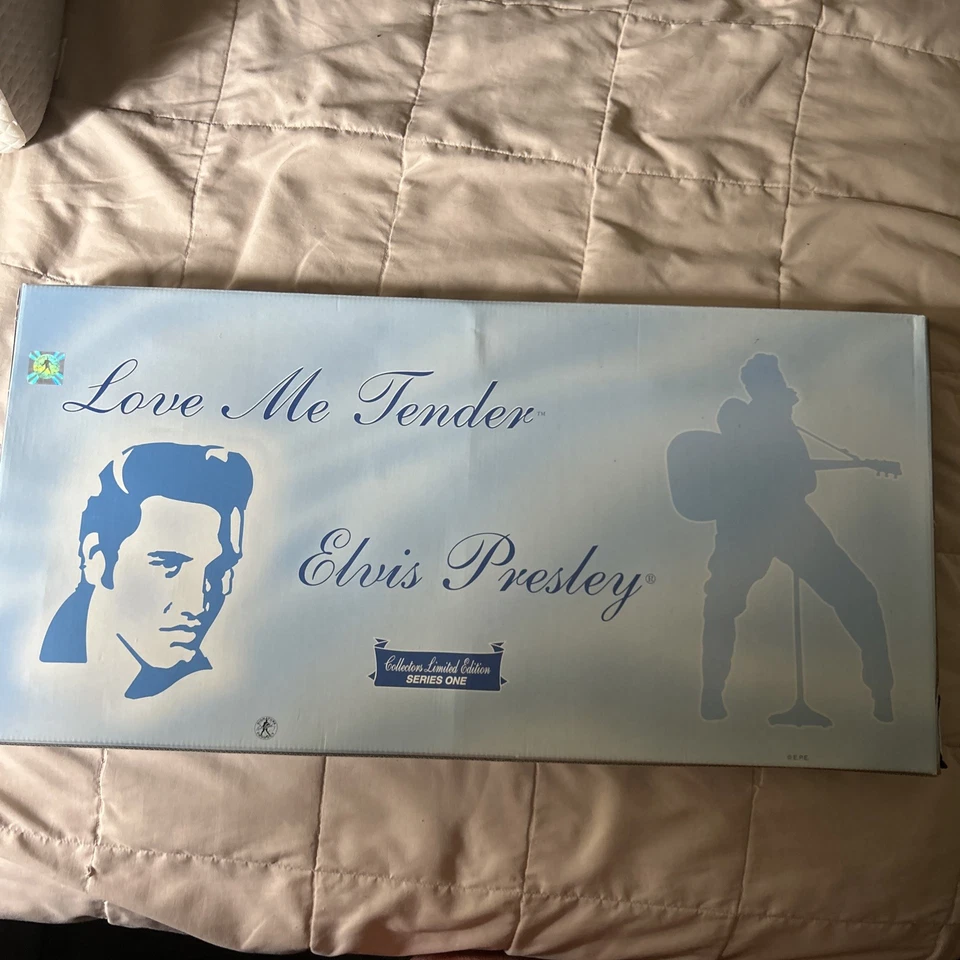 Love Me Tender™
Elvis Presley®
Collectors Limited Edition
SERIES ONE